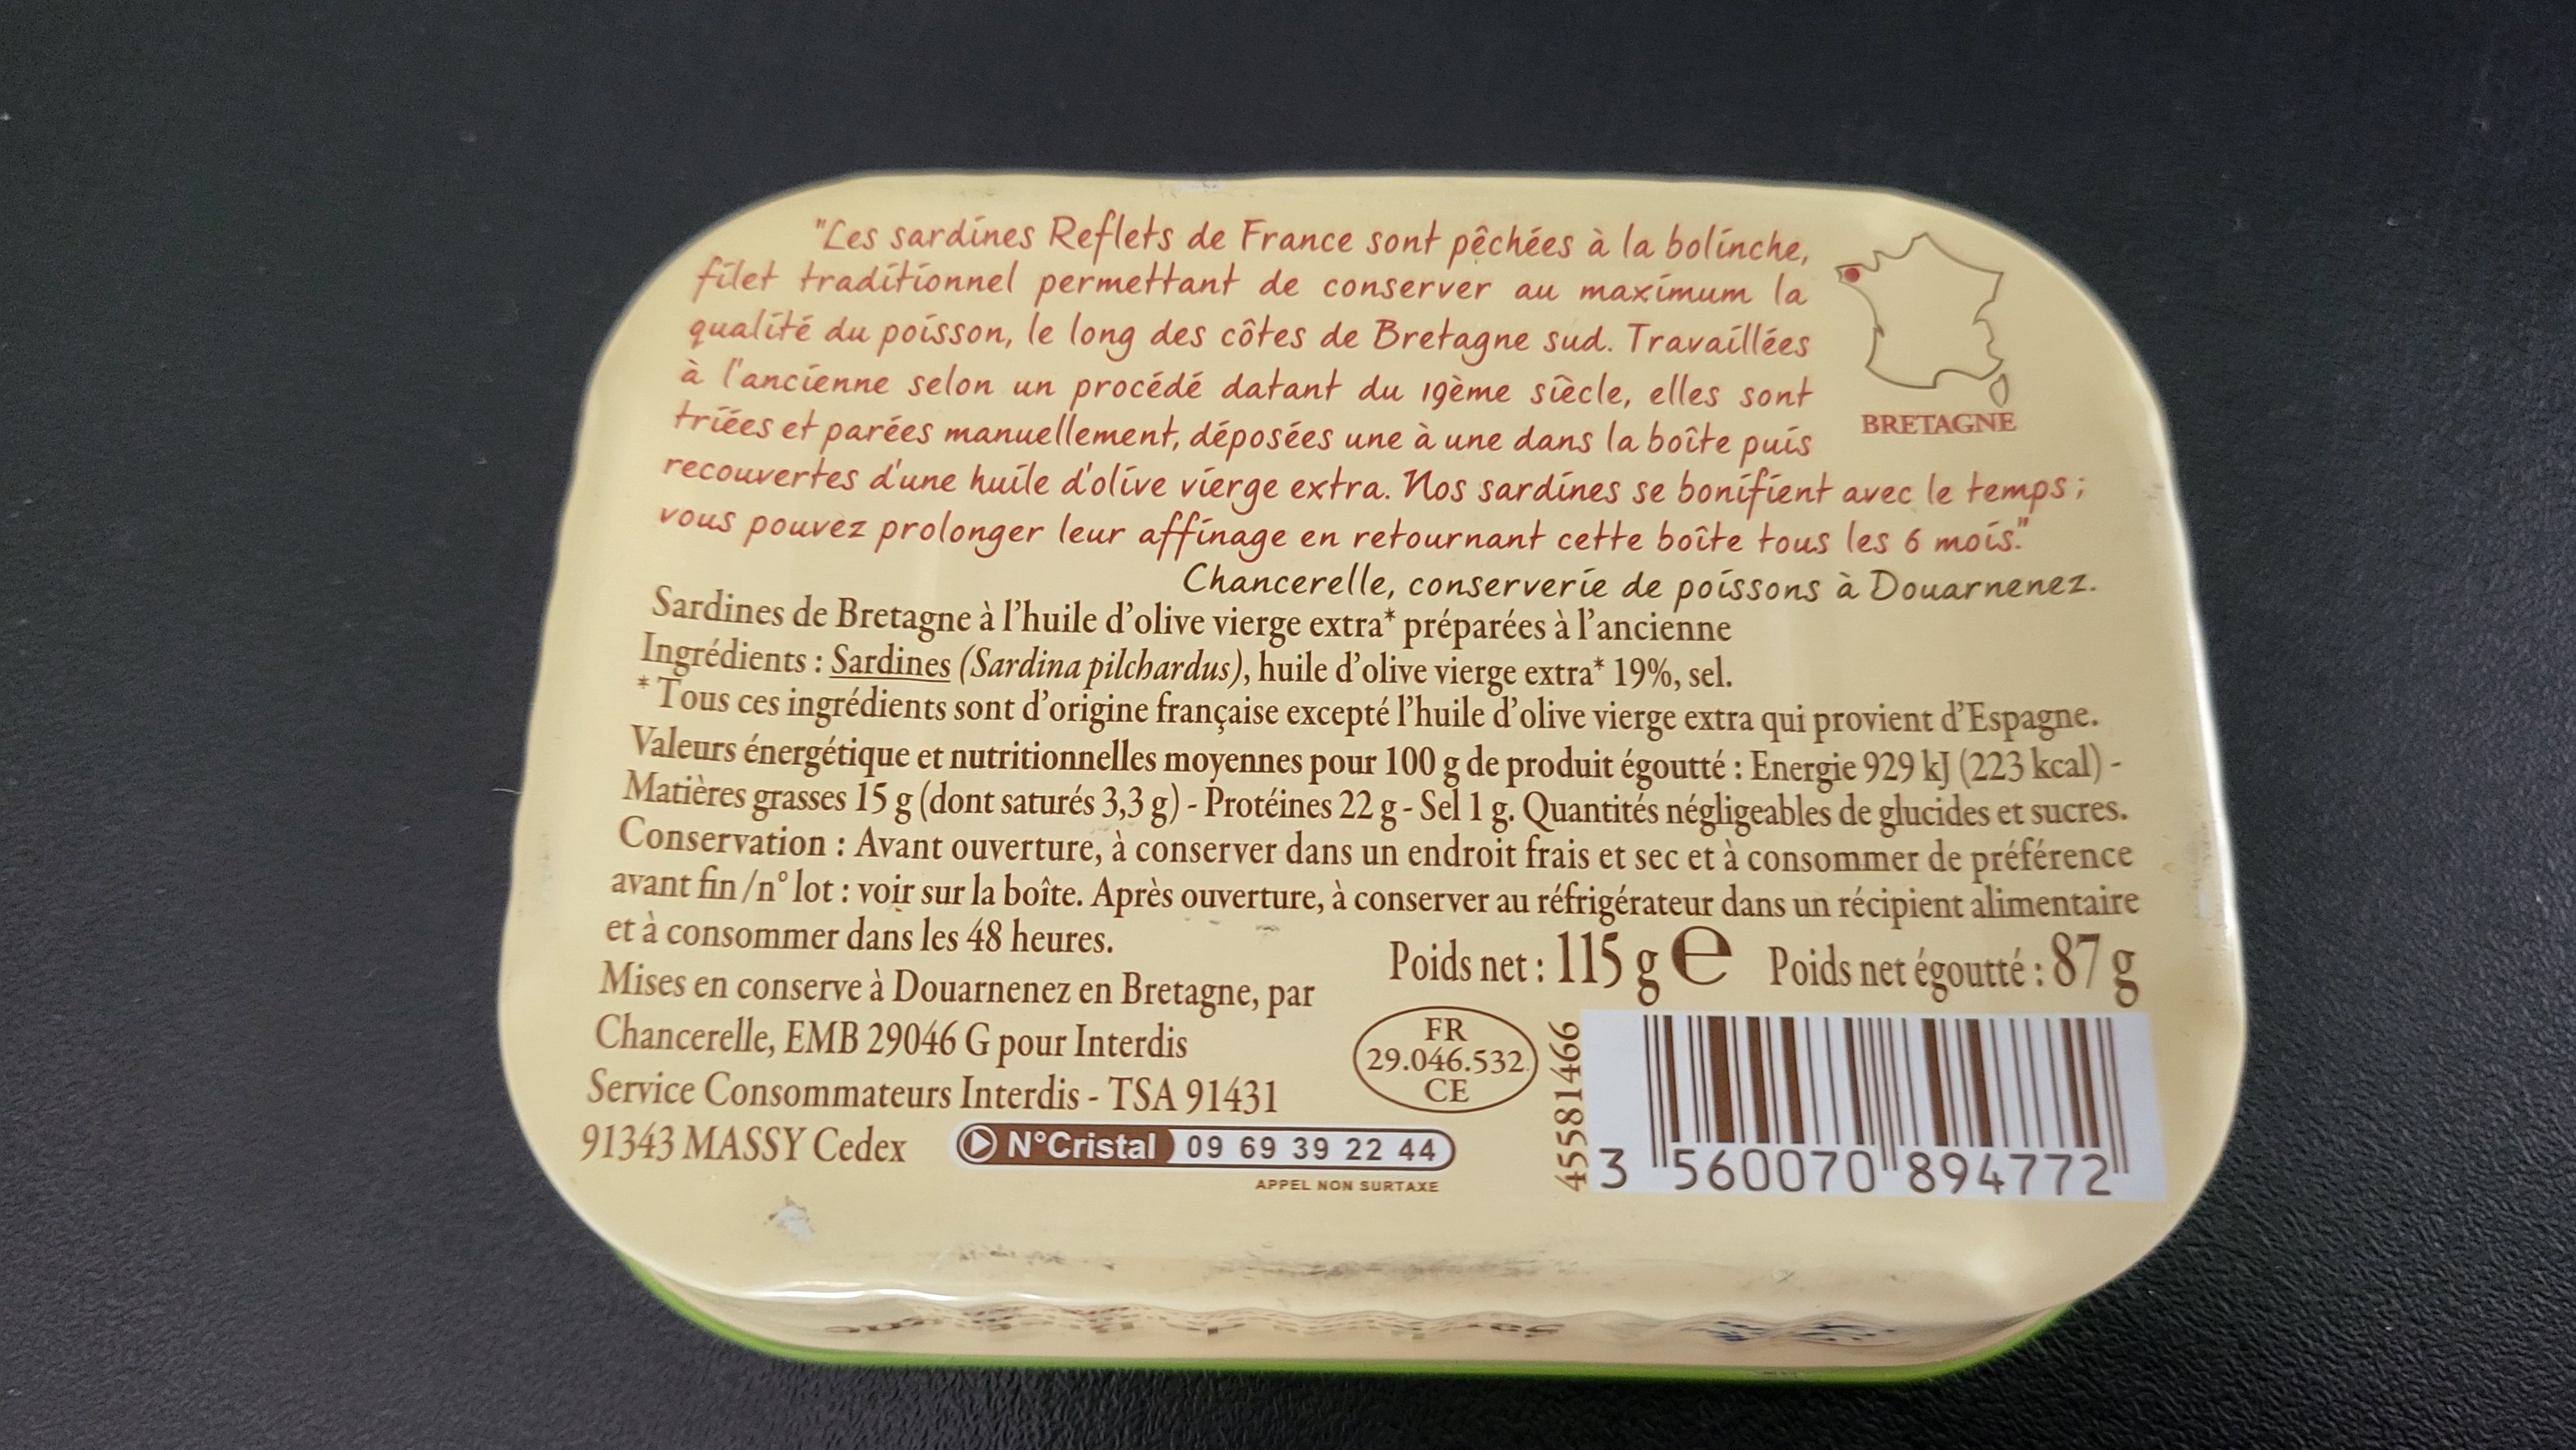 "Les sardines Reflets de France sont pêchées à la bolinche,
filet traditionnel permettant de conserver au maximum la
qualité du poisson, le long des côtes de Bretagne sud. Travaillées
à l'ancienne selon un procédé datant du 19ème siècle, elles sont
triées et parées manuellement, déposées une à une dans la boîte puis
recouvertes d'une huile d'olive vierge extra. Nos sardines se bonifient avec le temps ;
vous pouvez prolonger leur affinage en retournant cette boîte tous les 6 mois."
BRETAGNE
Chancerelle, conserverie de poissons à Douarnenez.
Sardines de Bretagne à l'huile d'olive vierge extra* préparées à l'ancienne
Ingrédients : Sardines (Sardina pilchardus), huile d'olive vierge extra* 19%, sel.
* Tous ces ingrédients sont d'origine française excepté l'huile d'olive vierge extra qui provient d'Espagne.
Valeurs énergétique et nutritionnelles moyennes pour 100 g de produit égoutté : Energie 929 kJ (223 kcal) -
Matières grasses 15 g (dont saturés 3,3 g) - Protéines 22 g - Sel 1 g. Quantités négligeables de glucides et sucres.
Conservation : Avant ouverture, à conserver dans un endroit frais et sec et à consommer de préférence
avant fin/n° lot : voir sur la boîte. Après ouverture, à conserver au réfrigérateur dans un récipient alimentaire
et à consommer dans les 48 heures.
Poids net : 115 g e Poids net égoutté : 87 g
Mises en conserve à Douarnenez en Bretagne, par
Chancerelle, EMB 29046 G pour Interdis
Service Consommateurs Interdis - TSA 91431
91343 MASSY Cedex
N°Cristal 09 69 39 22 44
APPEL NON SURTAXE
FR
29.046.532
CE
45581466
3 560070 894772